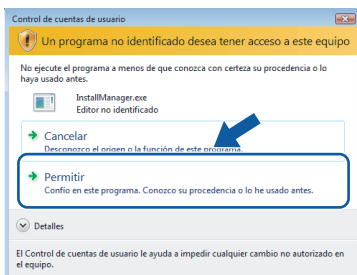 Control de cuentas de usuario
Un programa no identificado desea tener acceso a este equipo
No ejecute el programa a menos de que conozca con certeza su procedencia o lo
haya usado antes.
InstallManager.exe
Editor no identificado
Cancelar
Desconozco el origen o la función de este programa.
Permitir
Confío en este programa. Conozco su procedencia o lo he usado antes.
Detalles
El Control de cuentas de usuario le ayuda a impedir cualquier cambio no autorizado en
el equipo.